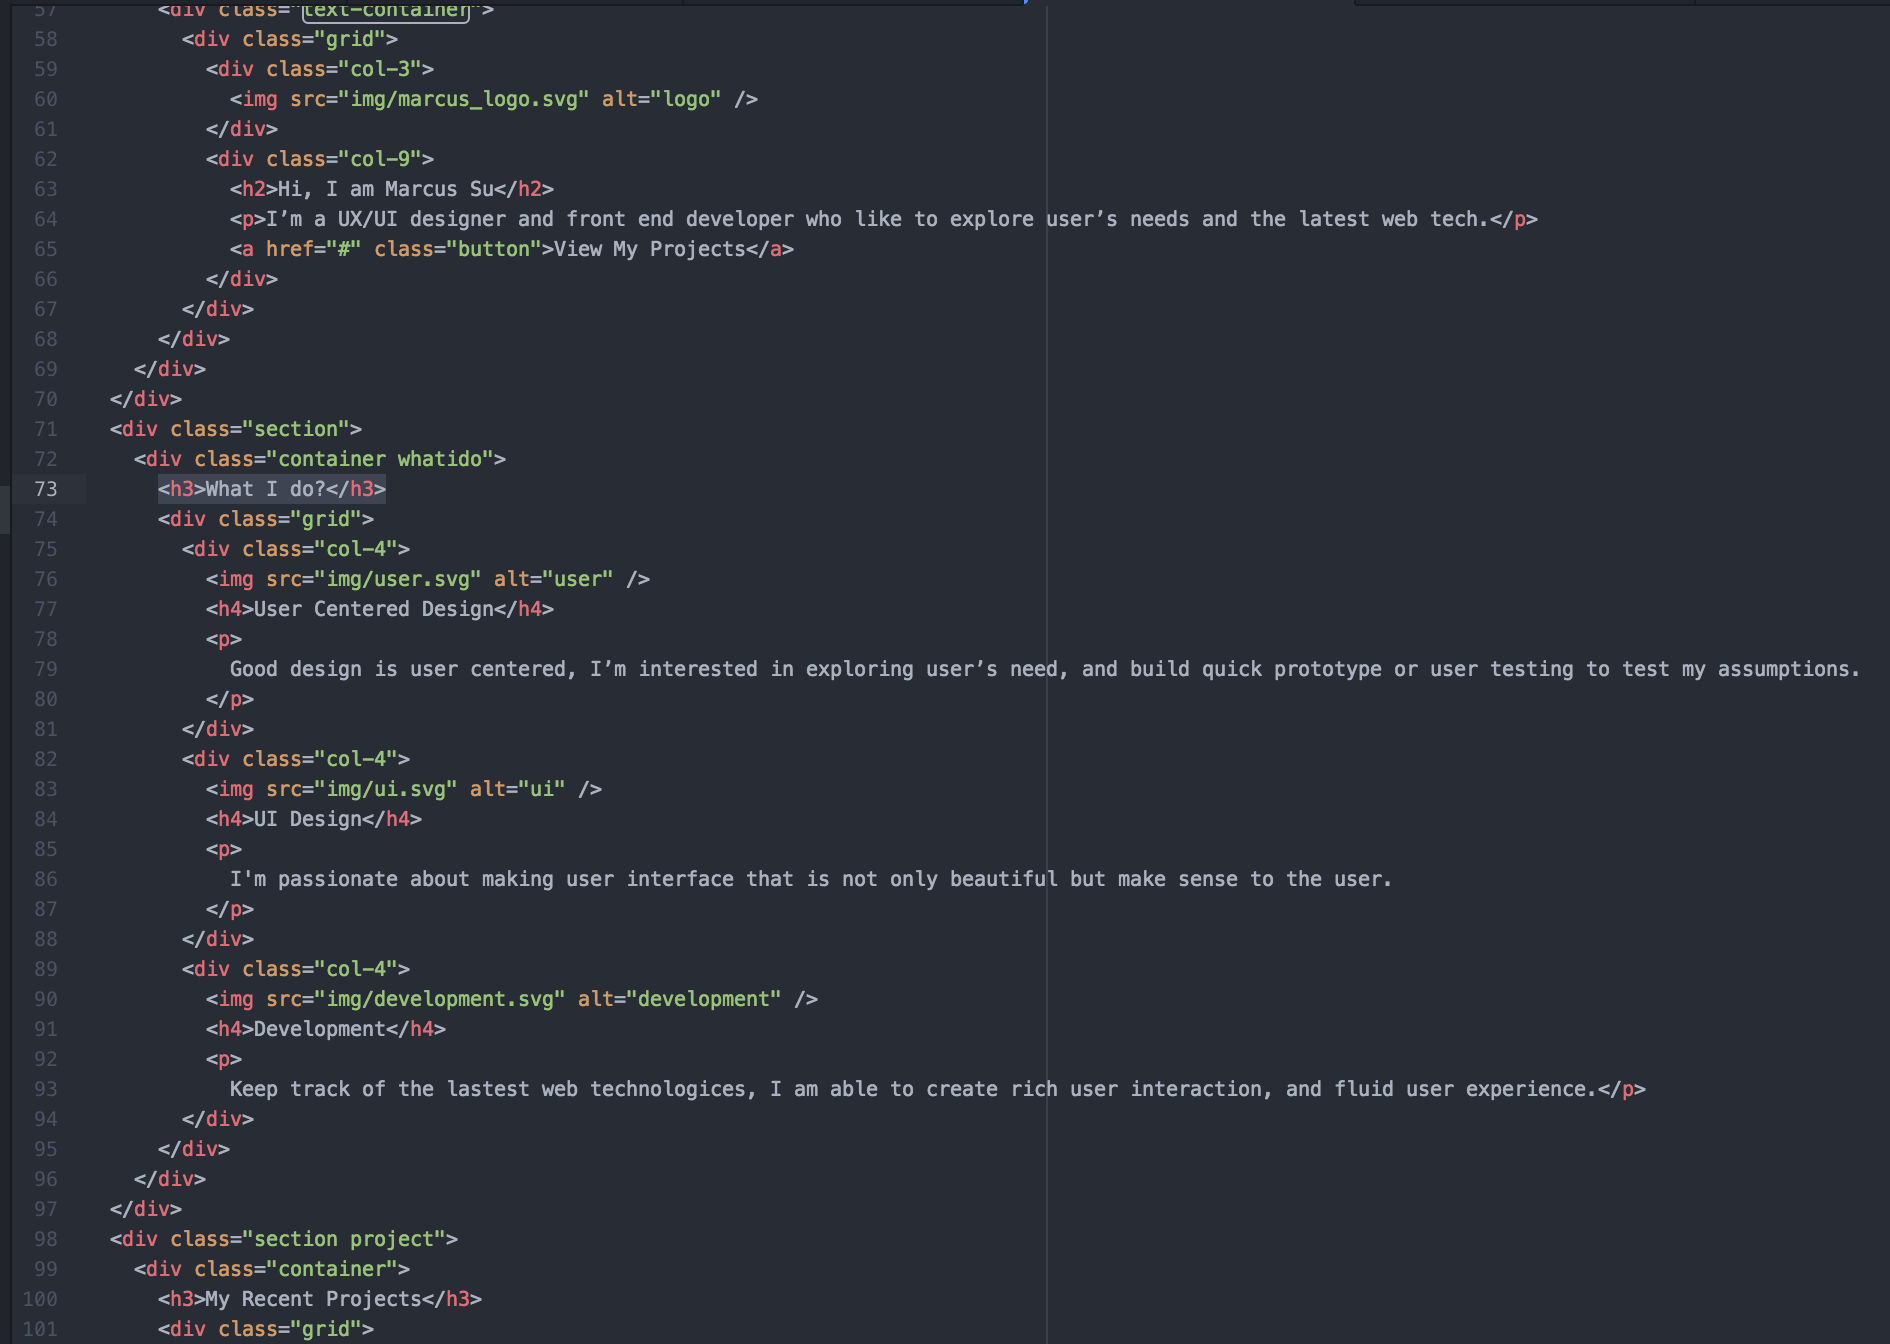 57 <div class="text-container">
58 <div class="grid">
59 <div class="col-3">
60 <img src="img/marcus_logo.svg" alt="logo" />
61 </div>
62 <div class="col-9">
63 <h2>Hi, I am Marcus Su</h2>
64 <p>I’m a UX/UI designer and front end developer who like to explore user’s needs and the latest web tech.</p>
65 <a href="#" class="button">View My Projects</a>
66 </div>
67 </div>
68 </div>
69 </div>
70 </div>
71 <div class="section">
72 <div class="container whatido">
73 <h3>What I do?</h3>
74 <div class="grid">
75 <div class="col-4">
76 <img src="img/user.svg" alt="user" />
77 <h4>User Centered Design</h4>
78 <p>
79 Good design is user centered, I’m interested in exploring user’s need, and build quick prototype or user testing to test my assumptions.
80 </p>
81 </div>
82 <div class="col-4">
83 <img src="img/ui.svg" alt="ui" />
84 <h4>UI Design</h4>
85 <p>
86 I'm passionate about making user interface that is not only beautiful but make sense to the user.
87 </p>
88 </div>
89 <div class="col-4">
90 <img src="img/development.svg" alt="development" />
91 <h4>Development</h4>
92 <p>
93 Keep track of the lastest web technologices, I am able to create rich user interaction, and fluid user experience.</p>
94 </div>
95 </div>
96 </div>
97 </div>
98 <div class="section project">
99 <div class="container">
100 <h3>My Recent Projects</h3>
101 <div class="grid">